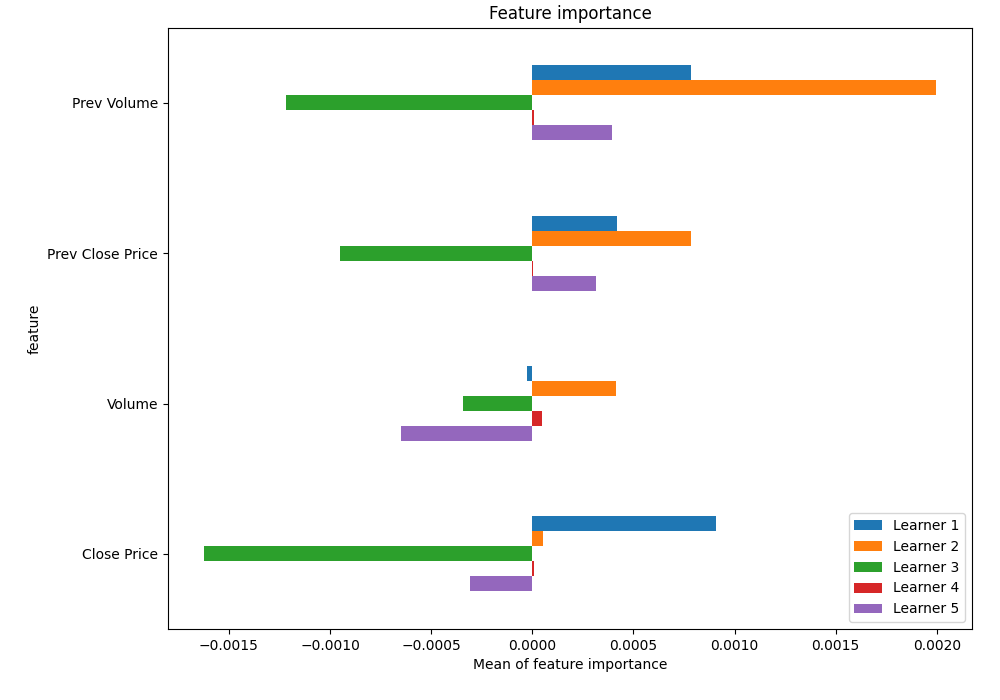 Feature importance
Prev Volume
Prev Close Price
Volume
Close Price
feature
Learner 1
Learner 2
Learner 3
Learner 4
Learner 5
−0.0015 −0.0010 −0.0005 0.0000 0.0005 0.0010 0.0015 0.0020
Mean of feature importance